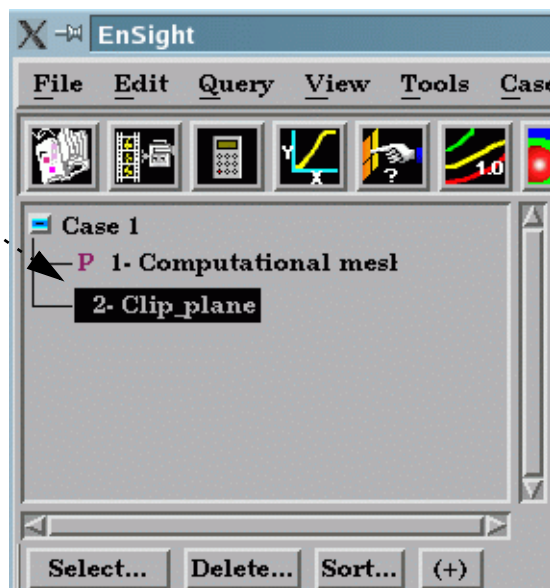 EnSight
File Edit Query View Tools Case
Y X ? 1.0
Case 1
P 1- Computational mesh
2- Clip_plane
Select... Delete... Sort... (+)